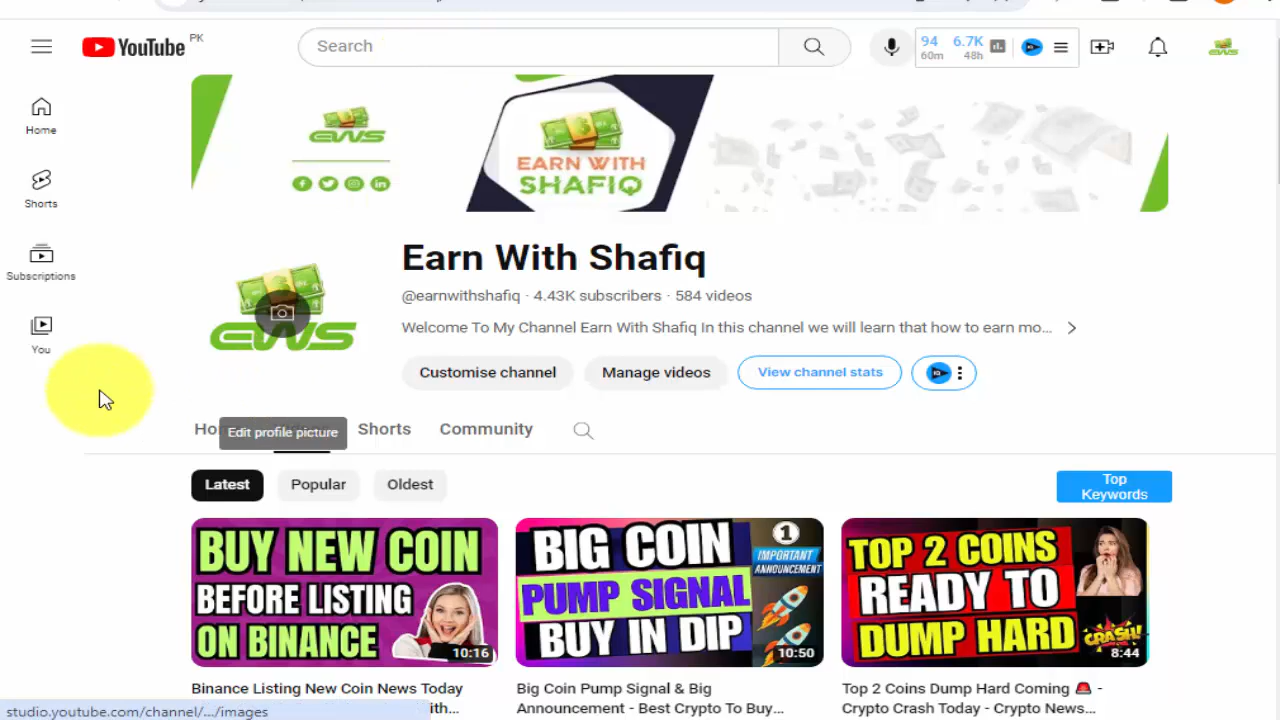 YouTube PK
Search
94 6.7K
60m 48h
Home
Shorts
Subscriptions
You
EWS
EARN WITH
SHAFIQ
EWS
Earn With Shafiq
@earnwithshafiq · 4.43K subscribers · 584 videos
Welcome To My Channel Earn With Shafiq In this channel we will learn that how to earn mo...
Customise channel
Manage videos
View channel stats
Edit profile picture
Shorts
Community
Latest
Popular
Oldest
Top
Keywords
BUY NEW COIN
BEFORE LISTING
ON BINANCE
10:16
BIG COIN
PUMP SIGNAL
BUY IN DIP
1
IMPORTANT
ANNOUNCEMENT
10:50
TOP 2 COINS
READY TO
DUMP HARD
CRASH!
8:44
Binance Listing New Coin News Today
Big Coin Pump Signal & Big
Announcement - Best Crypto To Buy...
Top 2 Coins Dump Hard Coming 🚨 -
Crypto Crash Today - Crypto News...
studio.youtube.com/channel/.../images